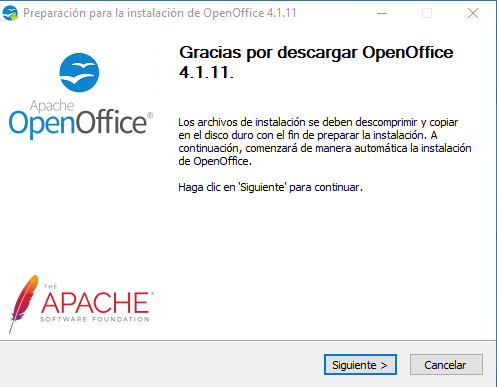 Preparación para la instalación de OpenOffice 4.1.11
Gracias por descargar OpenOffice
4.1.11.
Apache
OpenOffice®
Los archivos de instalación se deben descomprimir y copiar
en el disco duro con el fin de preparar la instalación. A
continuación, comenzará de manera automática la instalación
de OpenOffice.
Haga clic en 'Siguiente' para continuar.
THE
APACHE®
SOFTWARE FOUNDATION
Siguiente >
Cancelar